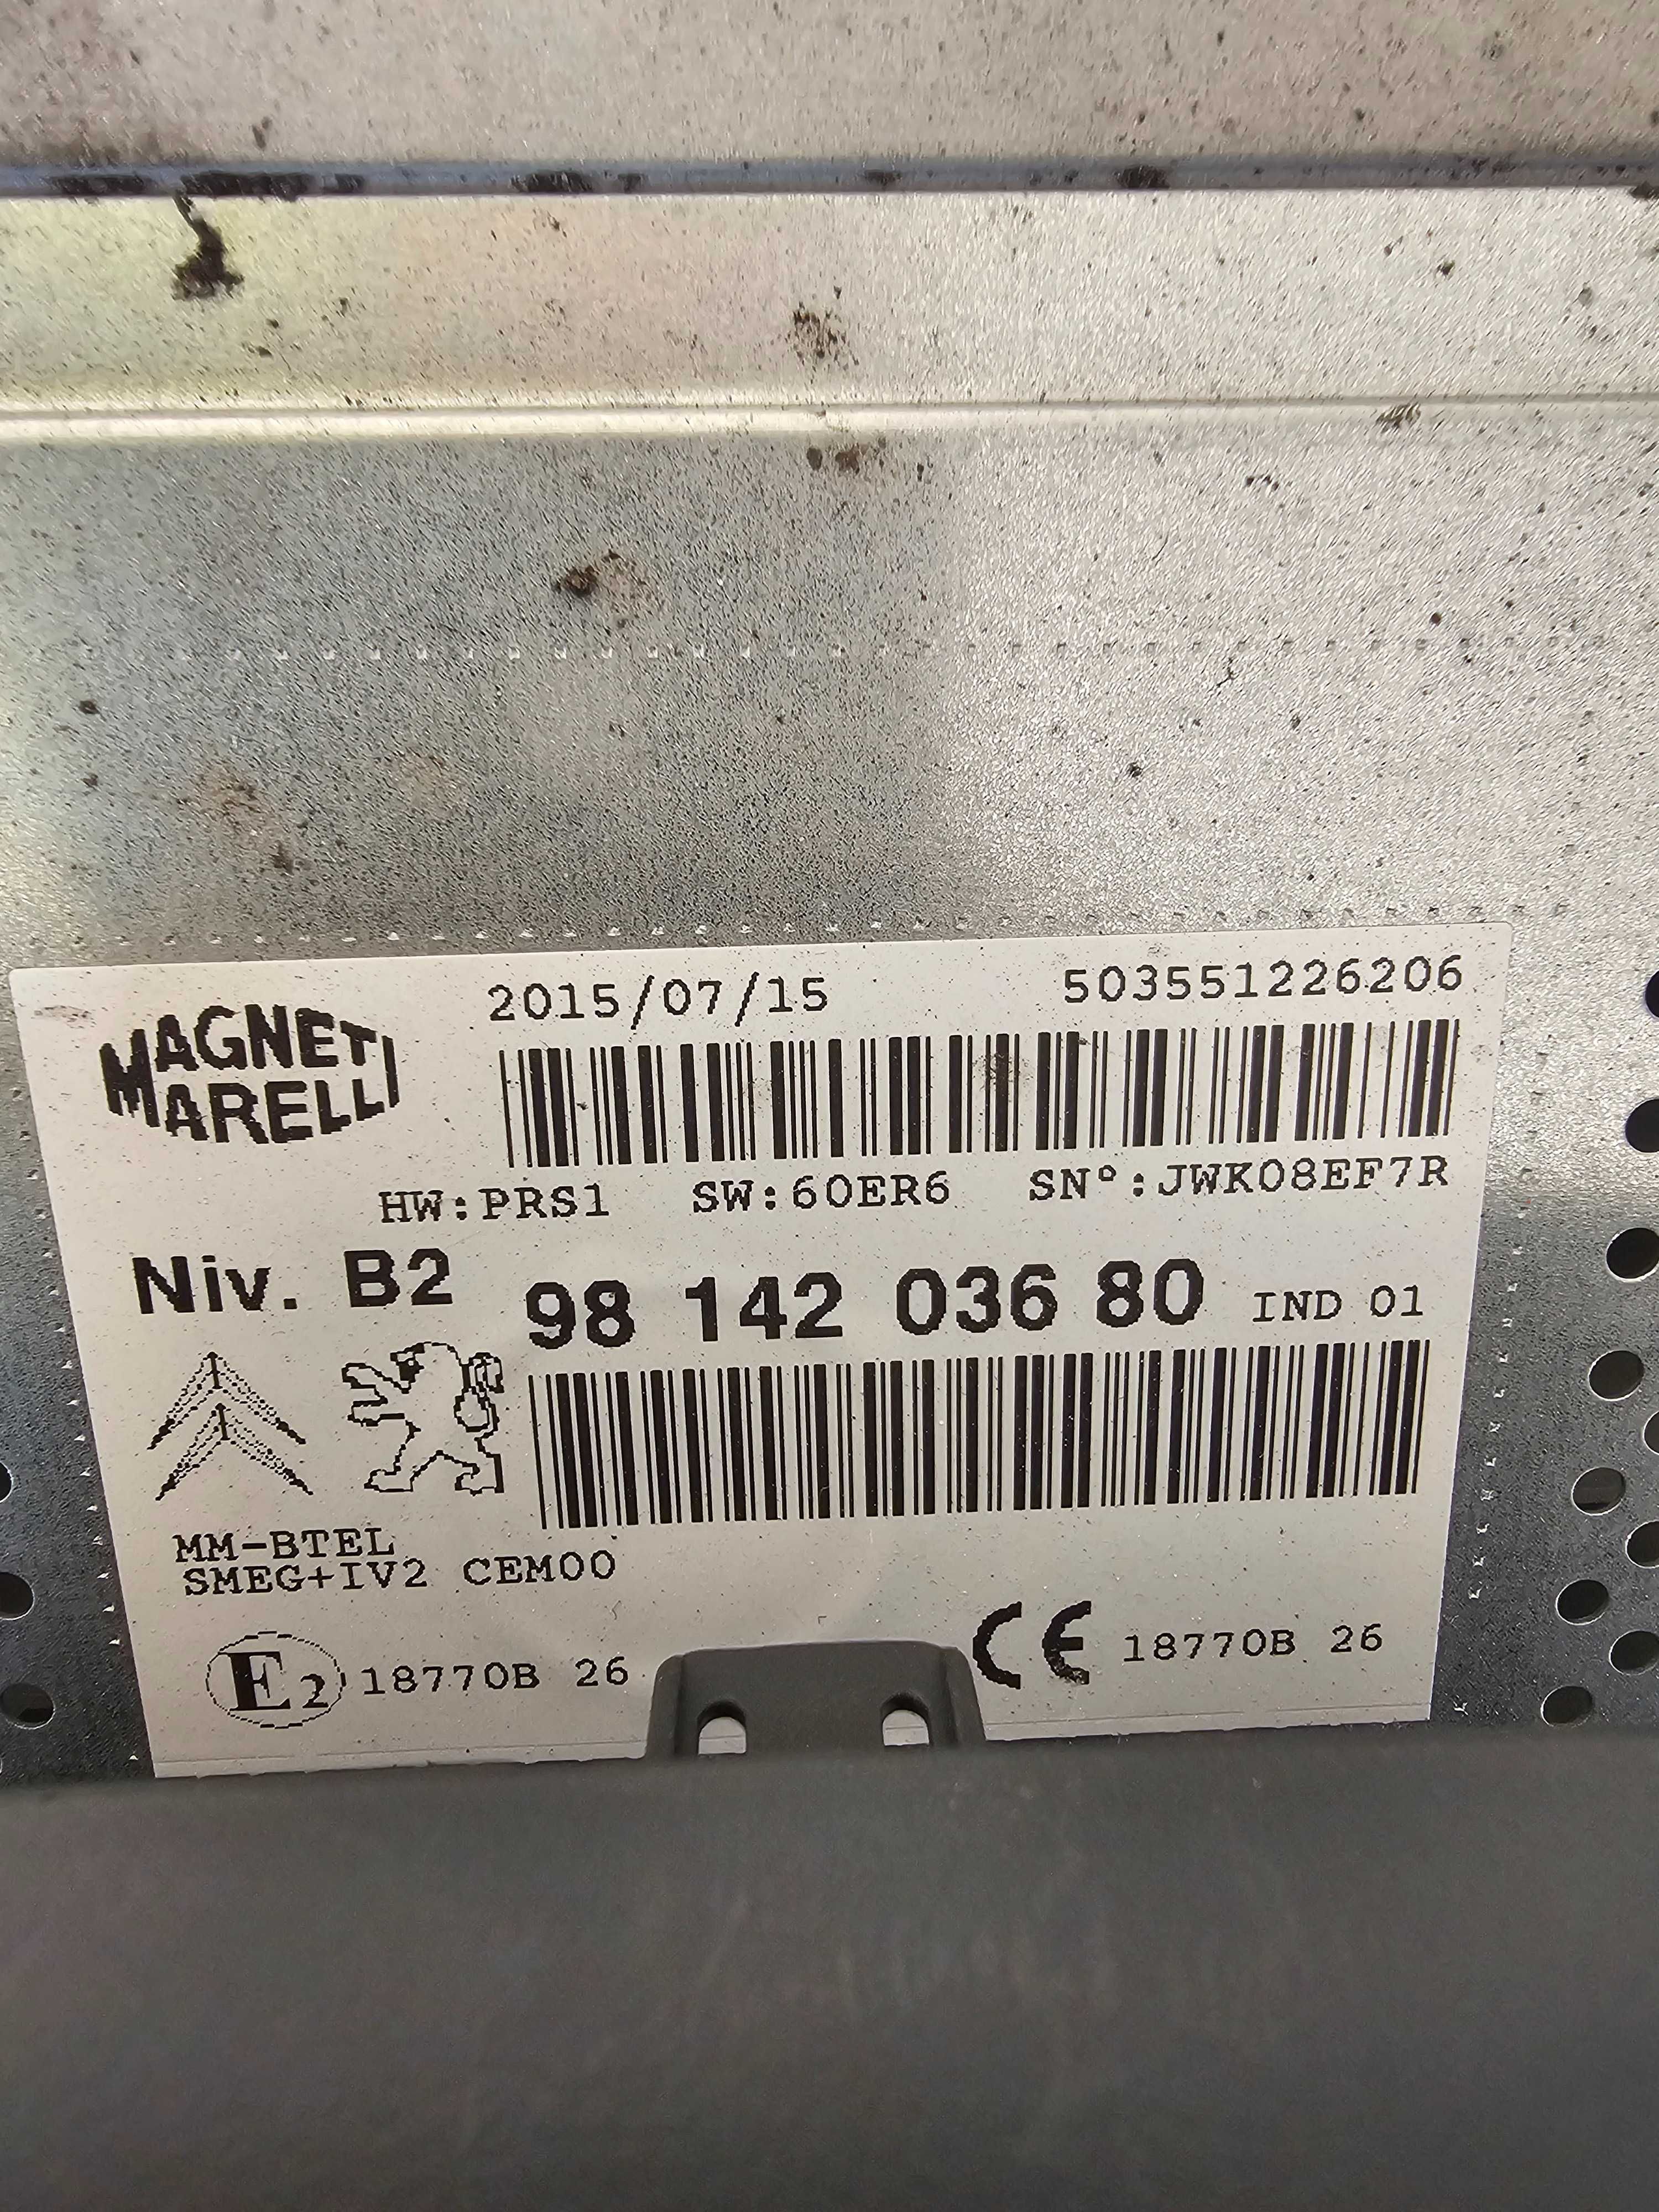 MAGNETI
MARELLI
2015/07/15 503551226206
HW:PRS1 SW:60ER6 SN°:JWK08EF7R
Niv. B2 98 142 036 80 IND 01
MM-BTEL
SMEG+IV2 CEM00
E2 18770B 26 CE 18770B 26